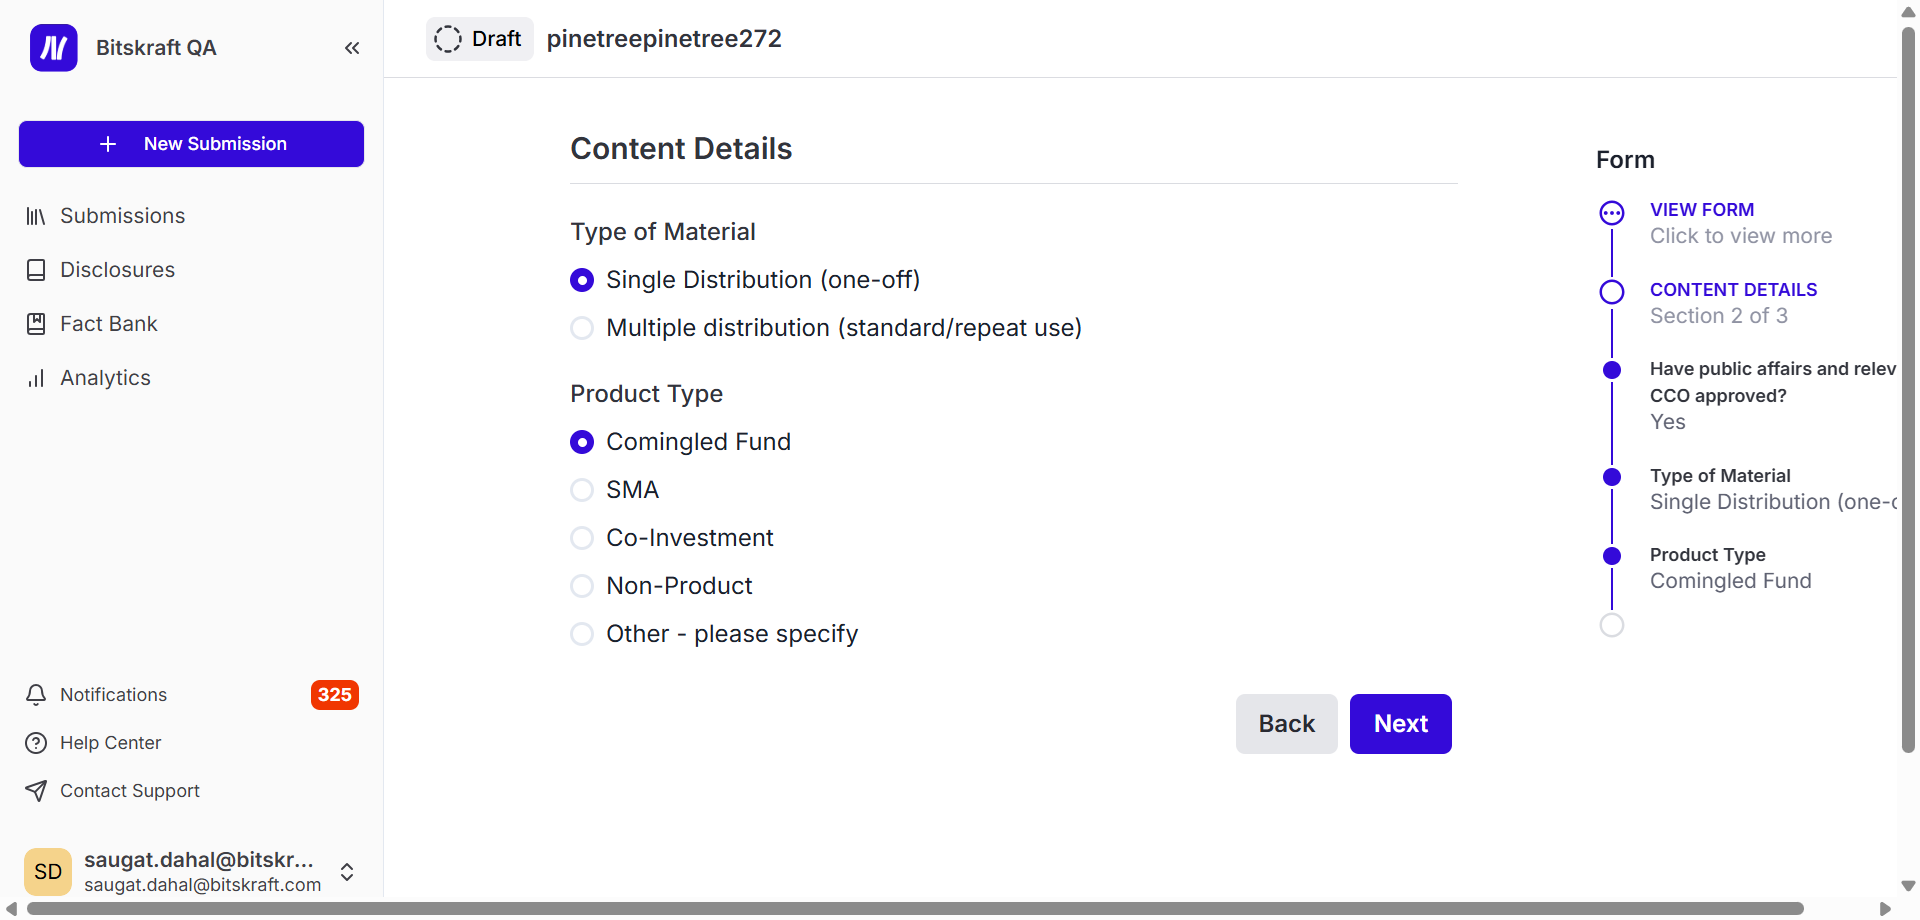 Bitskraft QA
New Submission
Submissions
Disclosures
Fact Bank
Analytics
Notifications
325
Help Center
Contact Support
SD
saugat.dahal@bitskr...
saugat.dahal@bitskraft.com
Draft
pinetreepinetree272
Content Details
Type of Material
Single Distribution (one-off)
Multiple distribution (standard/repeat use)
Product Type
Comingled Fund
SMA
Co-Investment
Non-Product
Other - please specify
Back
Next
Form
VIEW FORM
Click to view more
CONTENT DETAILS
Section 2 of 3
Have public affairs and relev
CCO approved?
Yes
Type of Material
Single Distribution (one-o
Product Type
Comingled Fund